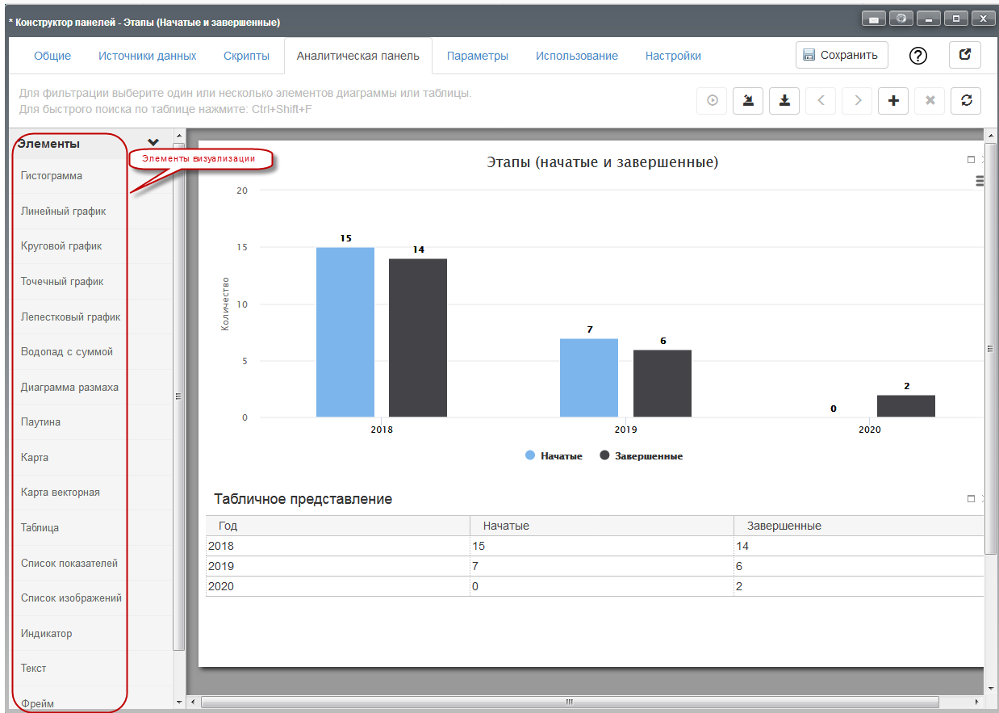 * Конструктор панелей - Этапы (Начатые и завершенные)
Общие
Источники данных
Скрипты
Аналитическая панель
Параметры
Использование
Настройки
Сохранить
Для фильтрации выберите один или несколько элементов диаграммы или таблицы.
Для быстрого поиска по таблице нажмите: Ctrl+Shift+F
Элементы
Элементы визуализации
Гистограмма
Линейный график
Круговой график
Точечный график
Лепестковый график
Водопад с суммой
Диаграмма размаха
Паутина
Карта
Карта векторная
Таблица
Список показателей
Список изображений
Индикатор
Текст
Фрейм
Этапы (начатые и завершенные)
Количество
20
15
10
5
0
15
14
7
6
0
2
2018
2019
2020
Начатые
Завершенные
Табличное представление
Год Начатые Завершенные
2018 15 14
2019 7 6
2020 0 2